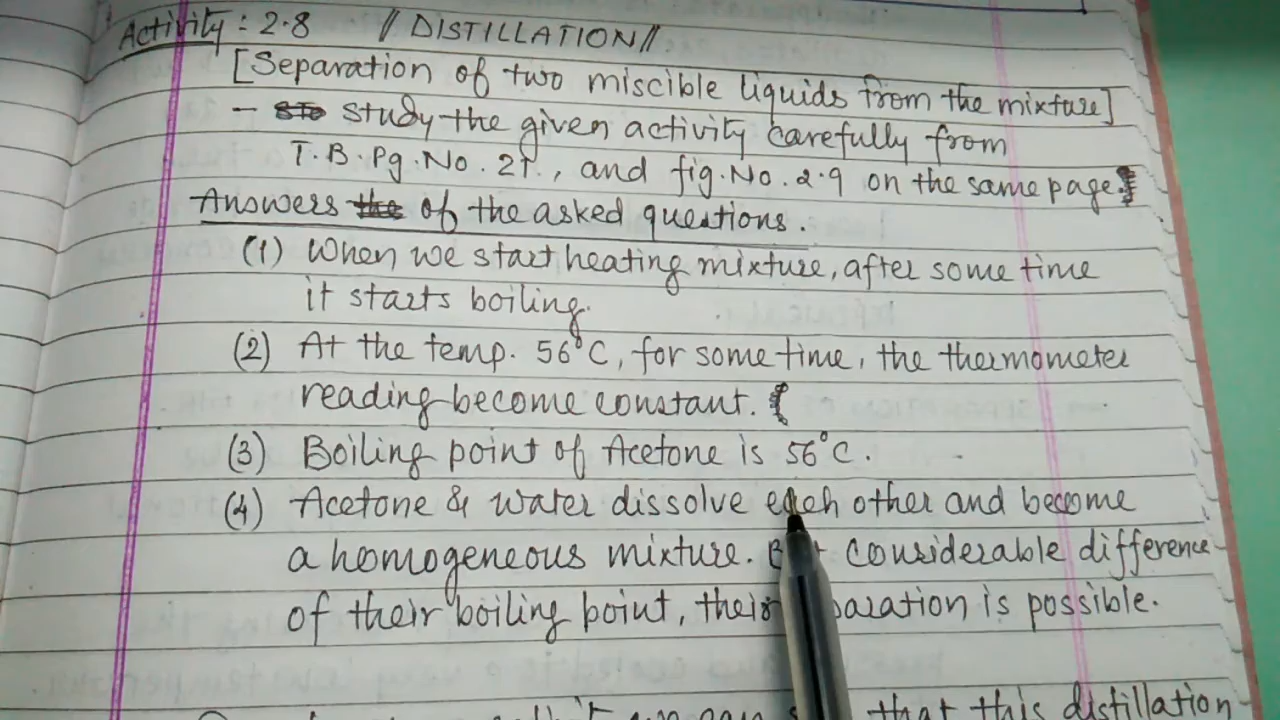 Activity : 2.8 // DISTILLATION //
[Separation of two miscible liquids from the mixture]
- study the given activity carefully from
T.B. Pg. No. 21., and fig. No. 2.9 on the same page.
Answers of the asked questions.
(1) When we start heating mixture, after some time
it starts boiling.
(2) At the temp. 56°C, for some time, the thermometer
reading become constant.
(3) Boiling point of Acetone is 56°C.
(4) Acetone & water dissolve each other and become
a homogeneous mixture. considerable difference
of their boiling point, their is possible.
that this distillation